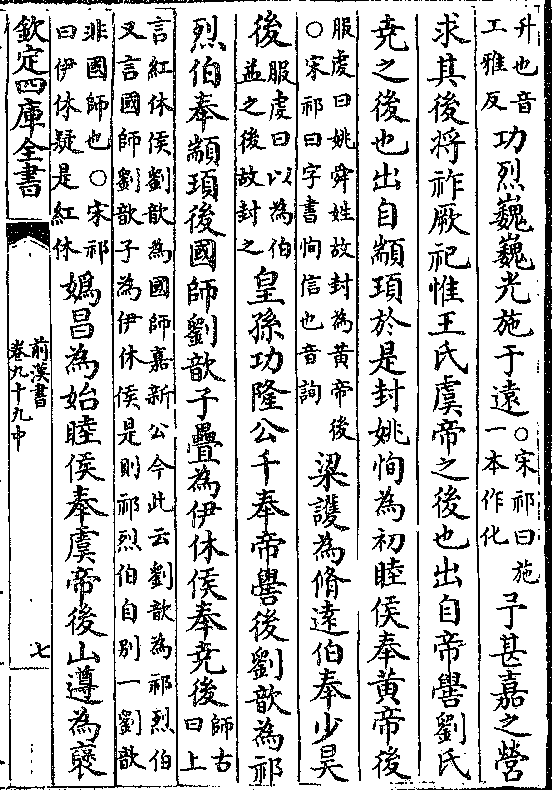 升也音
工雅反
功烈巍巍光施于遠
○宋祁曰施
一本作化
予甚嘉之營
求其後將祚厥祀惟王氏虞帝之後也出自帝嚳劉氏
堯之後也出自顓頊於是封姚恂為初睦侯奉黃帝後
服虔曰姚舜姓故封為黃帝後
○宋祁曰字書恂信也音詢
梁護為脩遠伯奉少昊
後
服虔曰以為伯
益之後故封之
皇孫功隆公千奉帝嚳後劉歆為祁
烈伯奉顓頊後國師劉歆子疊為伊休侯奉堯後
師古
曰上
言紅休侯劉歆為國師嘉新公今此云劉歆為祁烈伯
又言國師劉歆子為伊休侯是則祁烈伯自别一劉歆
非國師也○宋祁
曰伊休疑是紅休
媯昌為始睦侯奉虞帝後山遵為襃
欽定四庫全書
前漢書
卷九十九中
七